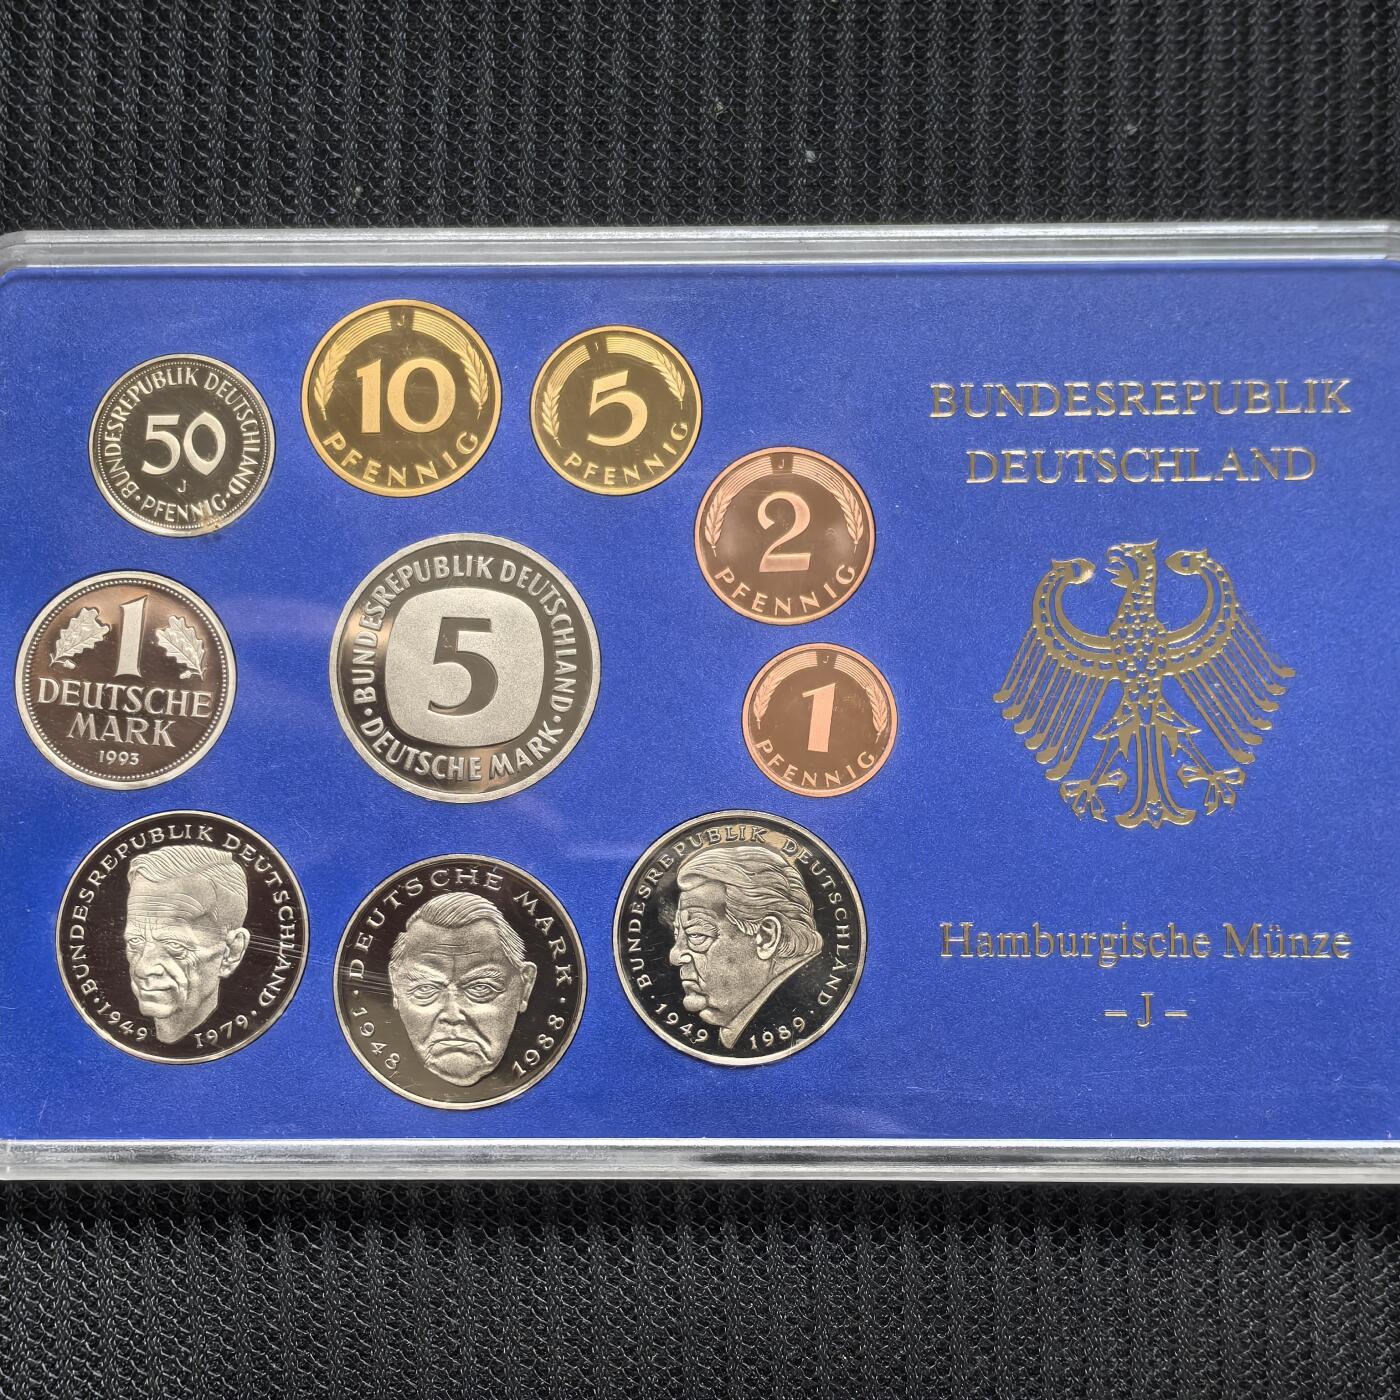 BUNDESREPUBLIK DEUTSCHLAND
50
J
PFENNIG
J
10
PFENNIG
J
5
PFENNIG
J
2
PFENNIG
BUNDESREPUBLIK
DEUTSCHLAND
1
DEUTSCHE
MARK
1993
BUNDESREPUBLIK DEUTSCHLAND
5
DEUTSCHE MARK
J
1
PFENNIG
BUNDESREPUBLIK DEUTSCHLAND
1949 1979
DEUTSCHE MARK
1948 1988
BUNDESREPUBLIK DEUTSCHLAND
1949 1989
Hamburgische Münze
– J –